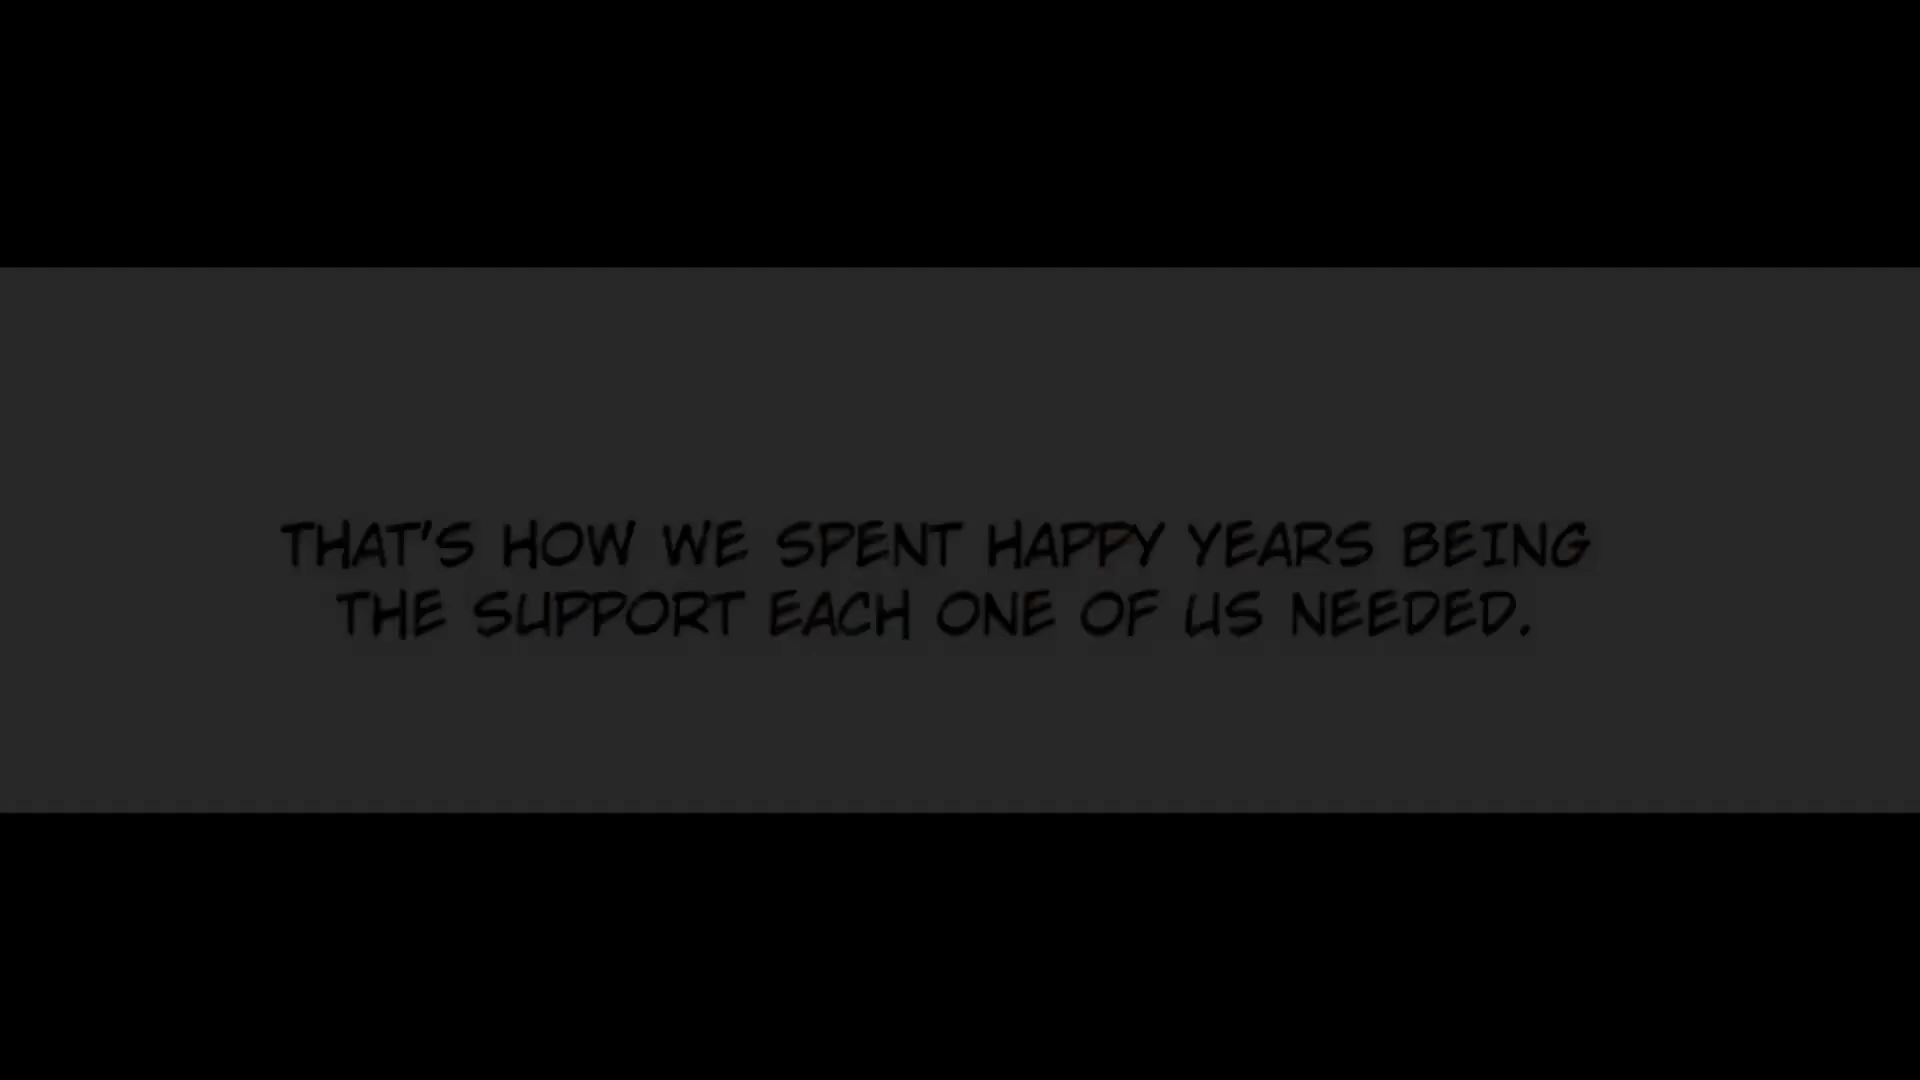 THAT'S HOW WE SPENT HAPPY YEARS BEING
THE SUPPORT EACH ONE OF US NEEDED.